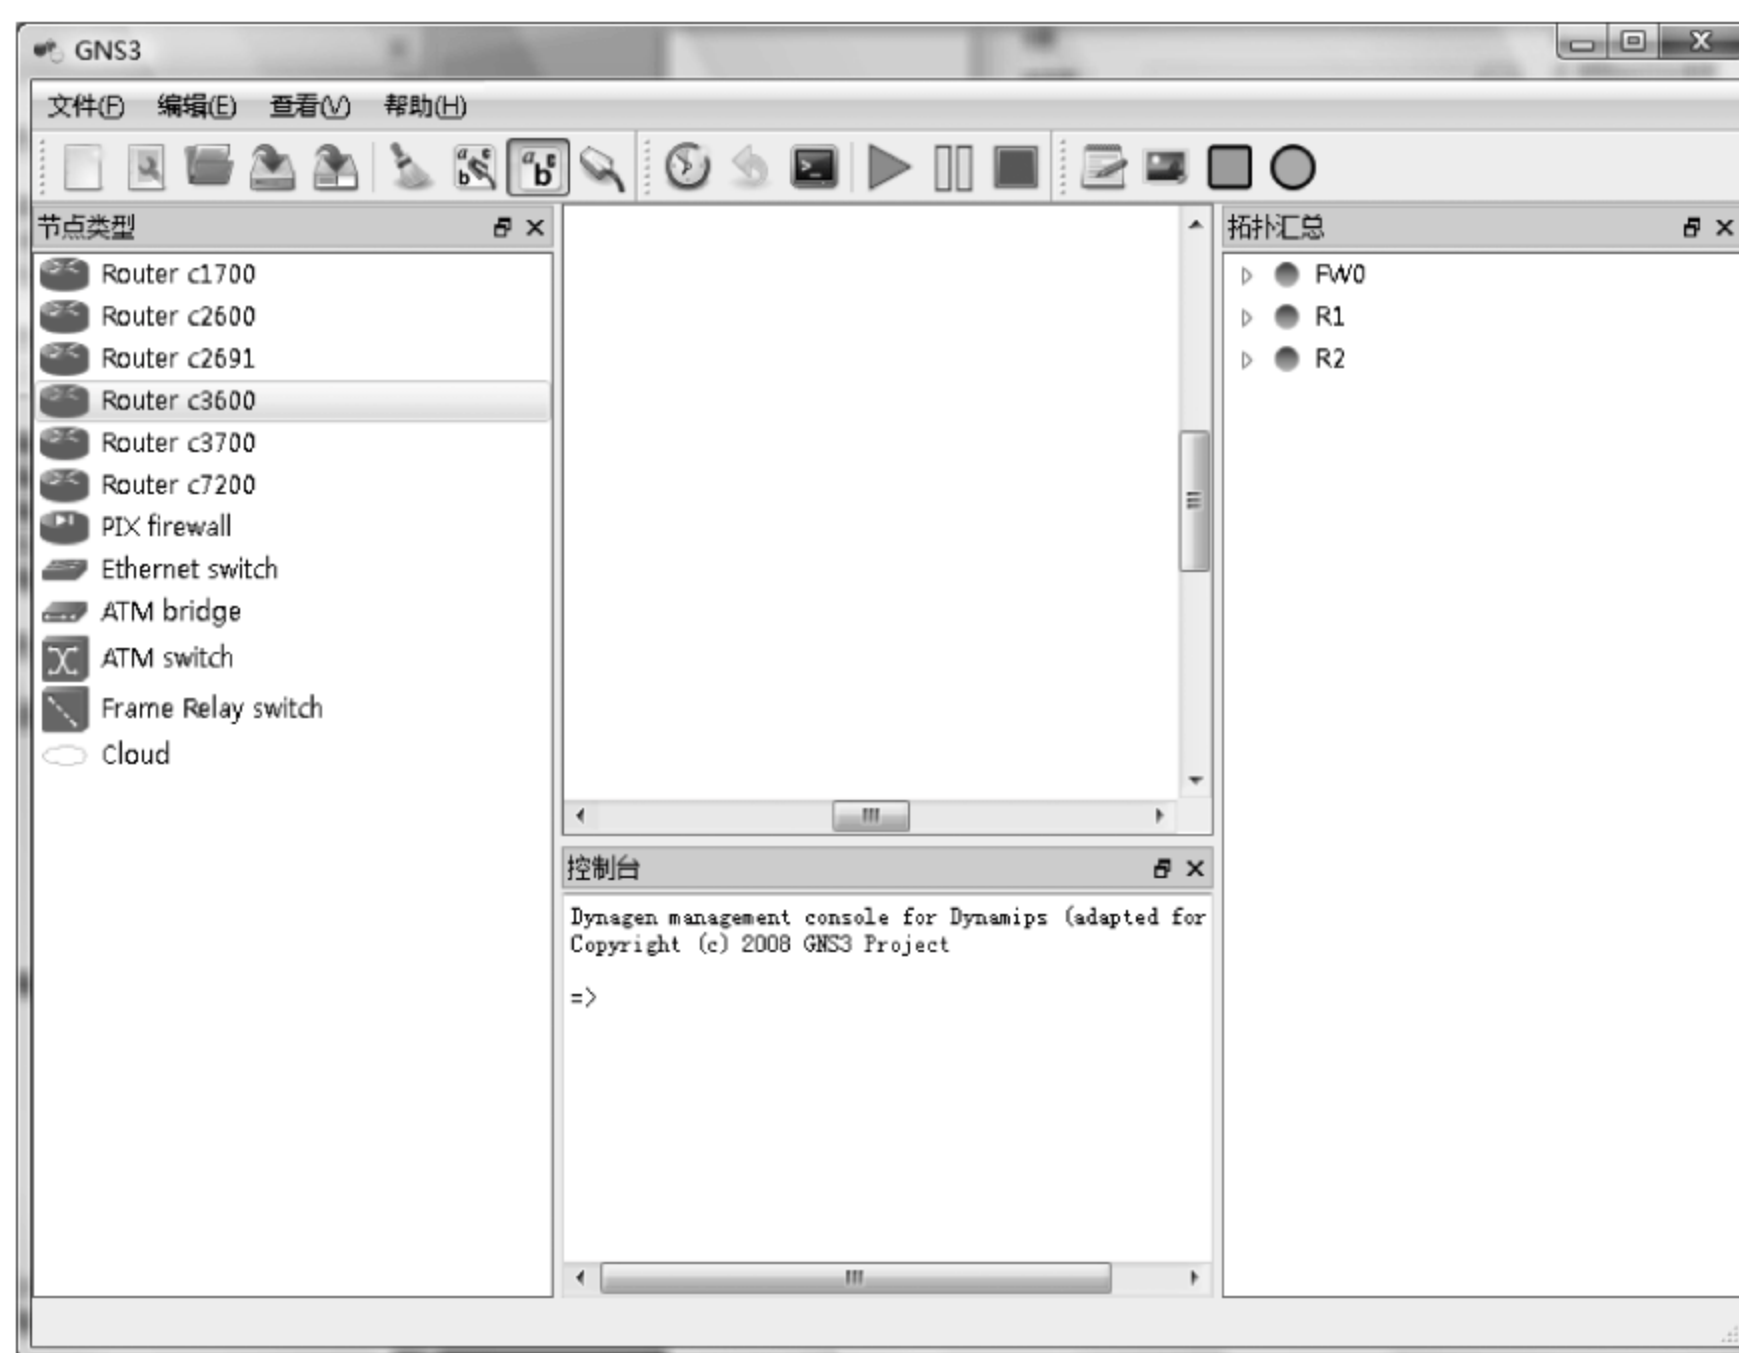 GNS3
文件(F) 编辑(E) 查看(V) 帮助(H)
节点类型
Router c1700
Router c2600
Router c2691
Router c3600
Router c3700
Router c7200
PIX firewall
Ethernet switch
ATM bridge
ATM switch
Frame Relay switch
Cloud
控制台
Dynagen management console for Dynamips (adapted for
Copyright (c) 2008 GNS3 Project
=>
拓扑汇总
FW0
R1
R2